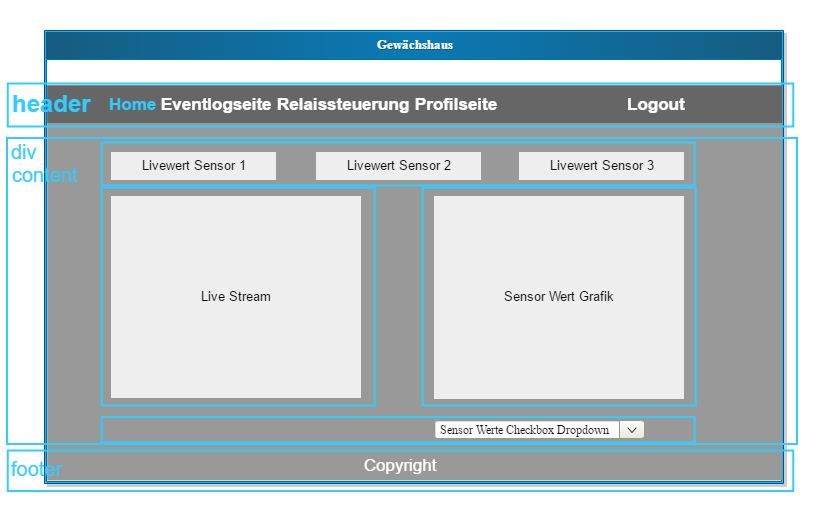 Gewächshaus
header Home Eventlogseite Relaissteuerung Profilseite Logout
div
content
Livewert Sensor 1 Livewert Sensor 2 Livewert Sensor 3
Live Stream Sensor Wert Grafik
Sensor Werte Checkbox Dropdown
footer Copyright